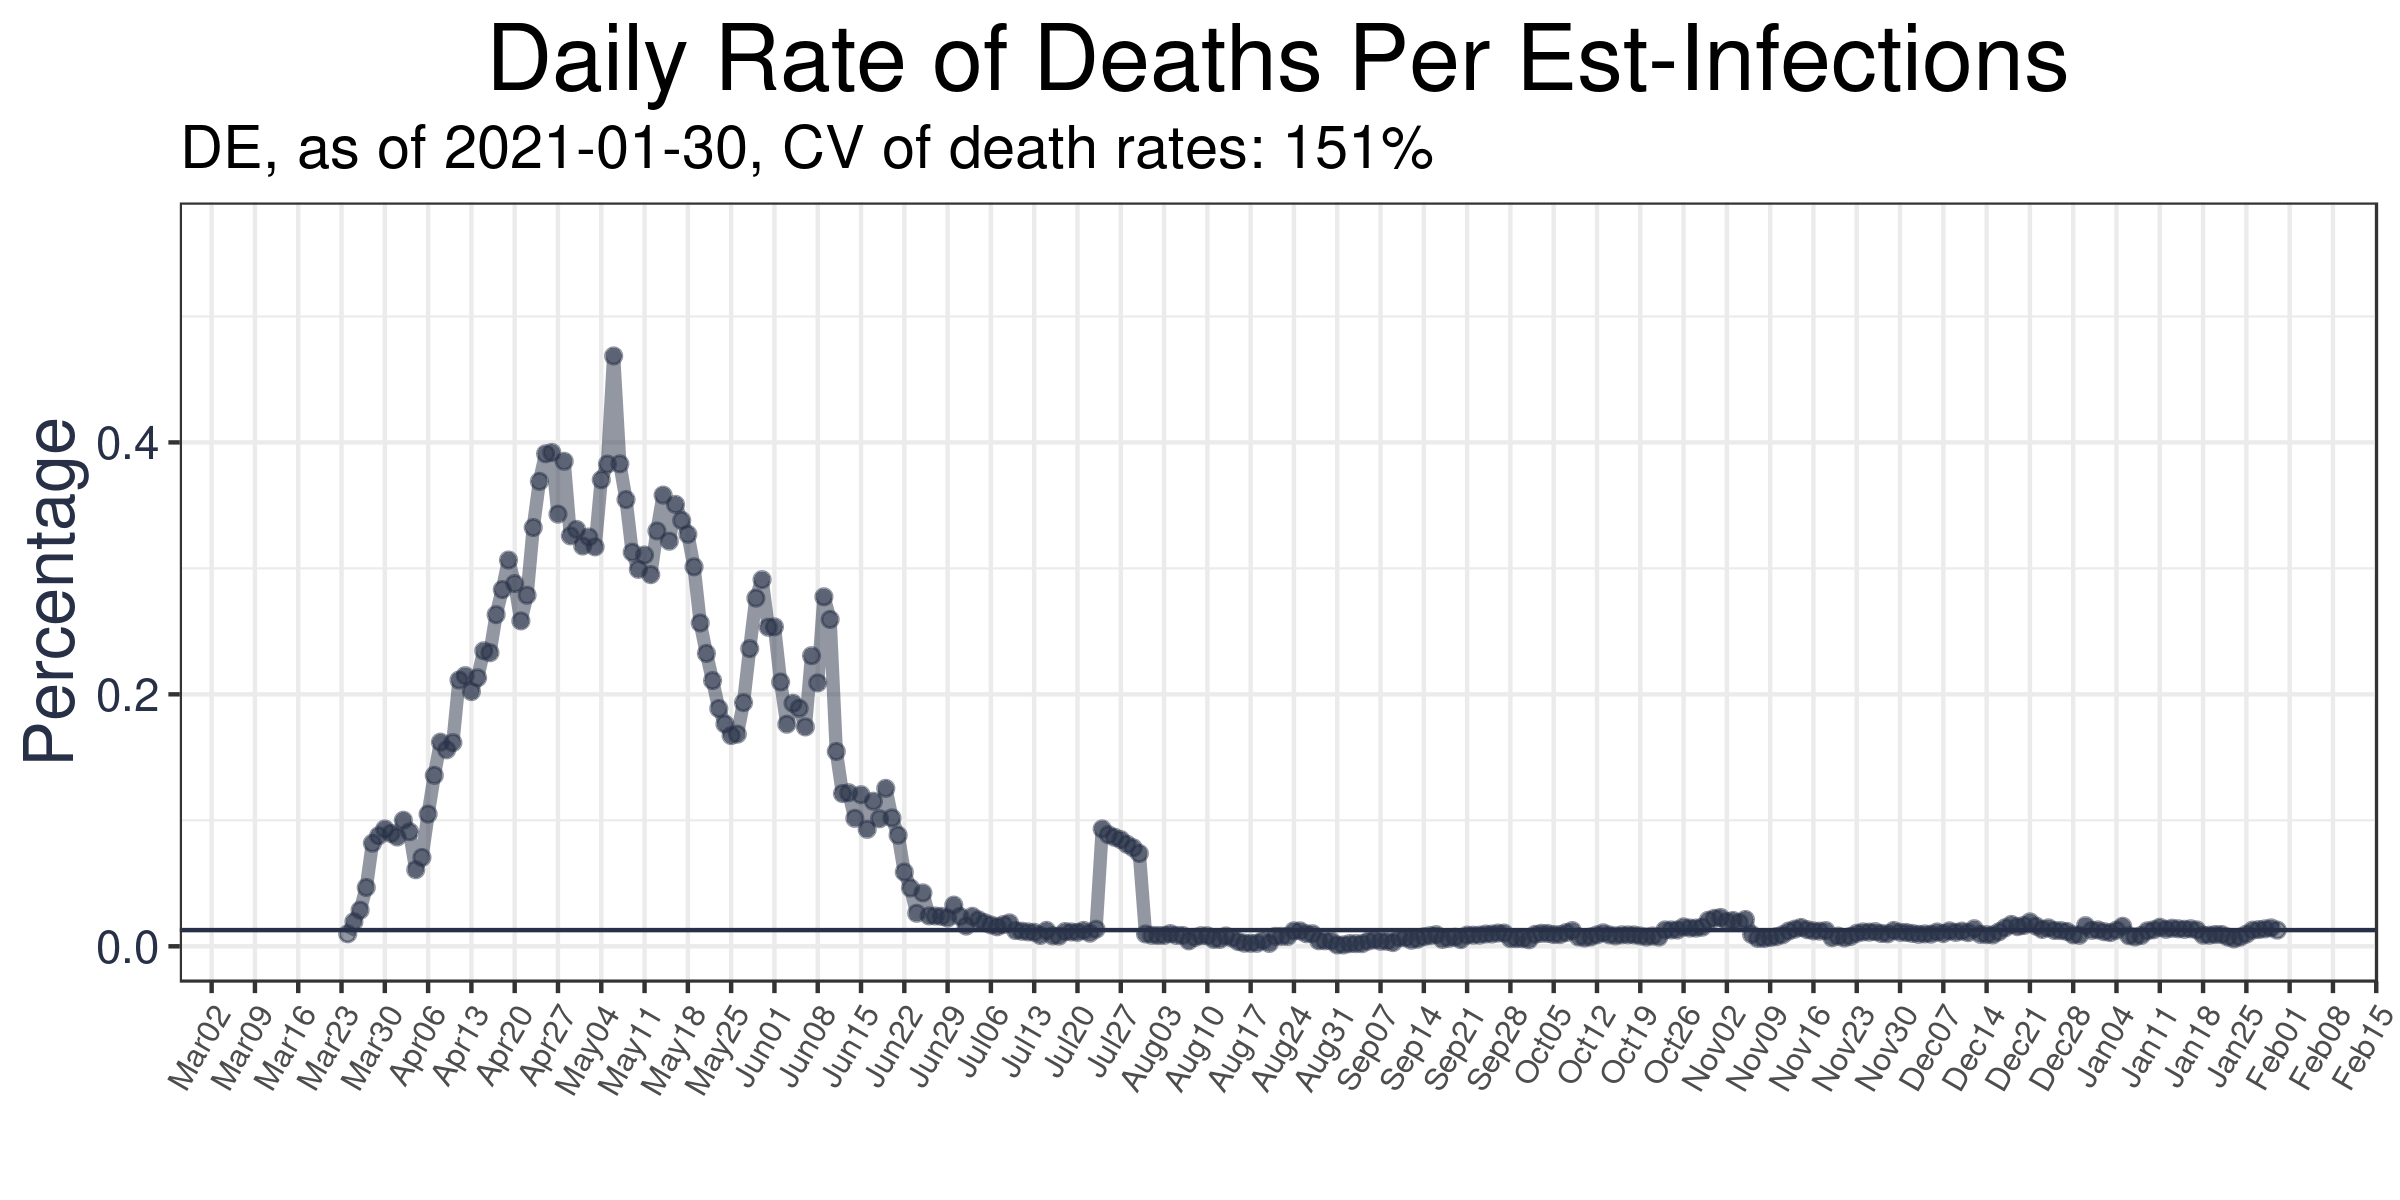 Daily Rate of Deaths Per Est-Infections
DE, as of 2021-01-30, CV of death rates: 151%
Percentage
0.4
0.2
0.0
Mar02
Mar09
Mar16
Mar23
Mar30
Apr06
Apr13
Apr20
Apr27
May04
May11
May18
May25
Jun01
Jun08
Jun15
Jun22
Jun29
Jul06
Jul13
Jul20
Jul27
Aug03
Aug10
Aug17
Aug24
Aug31
Sep07
Sep14
Sep21
Sep28
Oct05
Oct12
Oct19
Oct26
Nov02
Nov09
Nov16
Nov23
Nov30
Dec07
Dec14
Dec21
Dec28
Jan04
Jan11
Jan18
Jan25
Feb01
Feb08
Feb15